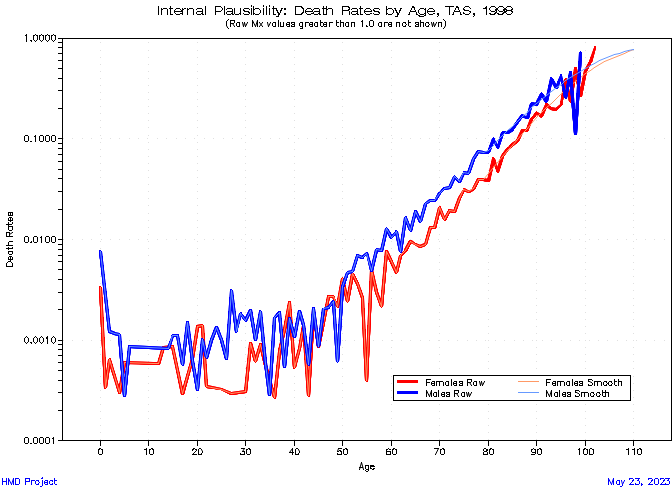 Internal Plausibility: Death Rates by Age, TAS, 1998
(Raw Mx values greater than 1.0 are not shown)
1.0000
0.1000
0.0100
0.0010
0.0001
Death Rates
0 10 20 30 40 50 60 70 80 90 100 110
Age
Females Raw Females Smooth
Males Raw Males Smooth
HMD Project May 23, 2023